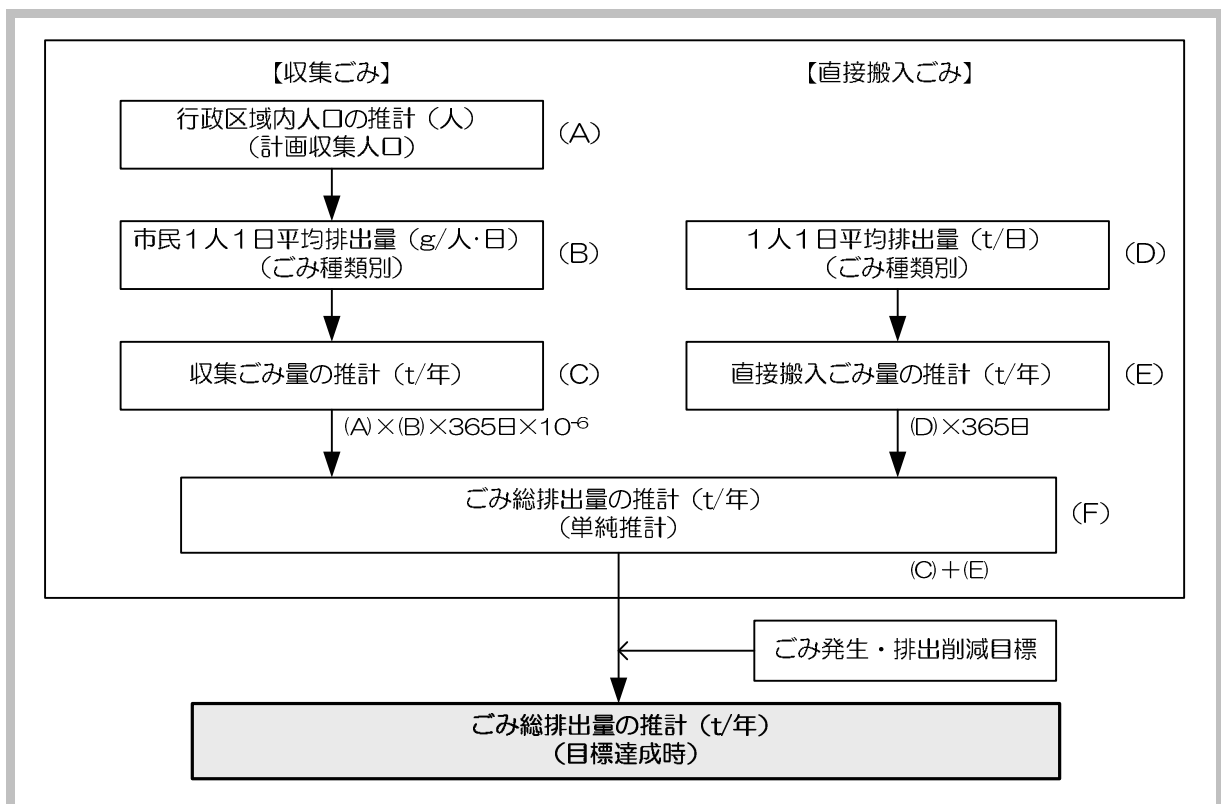 【収集ごみ】
行政区域内人口の推計（人）
（計画収集人口）
（A）
市民１人１日平均排出量（g/人･日）
（ごみ種類別）
（B）
収集ごみ量の推計（t/年）
（C）
(A)×(B)×365日×10⁻⁶
【直接搬入ごみ】
１人１日平均排出量（t/日）
（ごみ種類別）
（D）
直接搬入ごみ量の推計（t/年）
（E）
(D)×365日
ごみ総排出量の推計（t/年）
（単純推計）
（F）
(C)＋(E)
ごみ発生・排出削減目標
ごみ総排出量の推計（t/年）
（目標達成時）